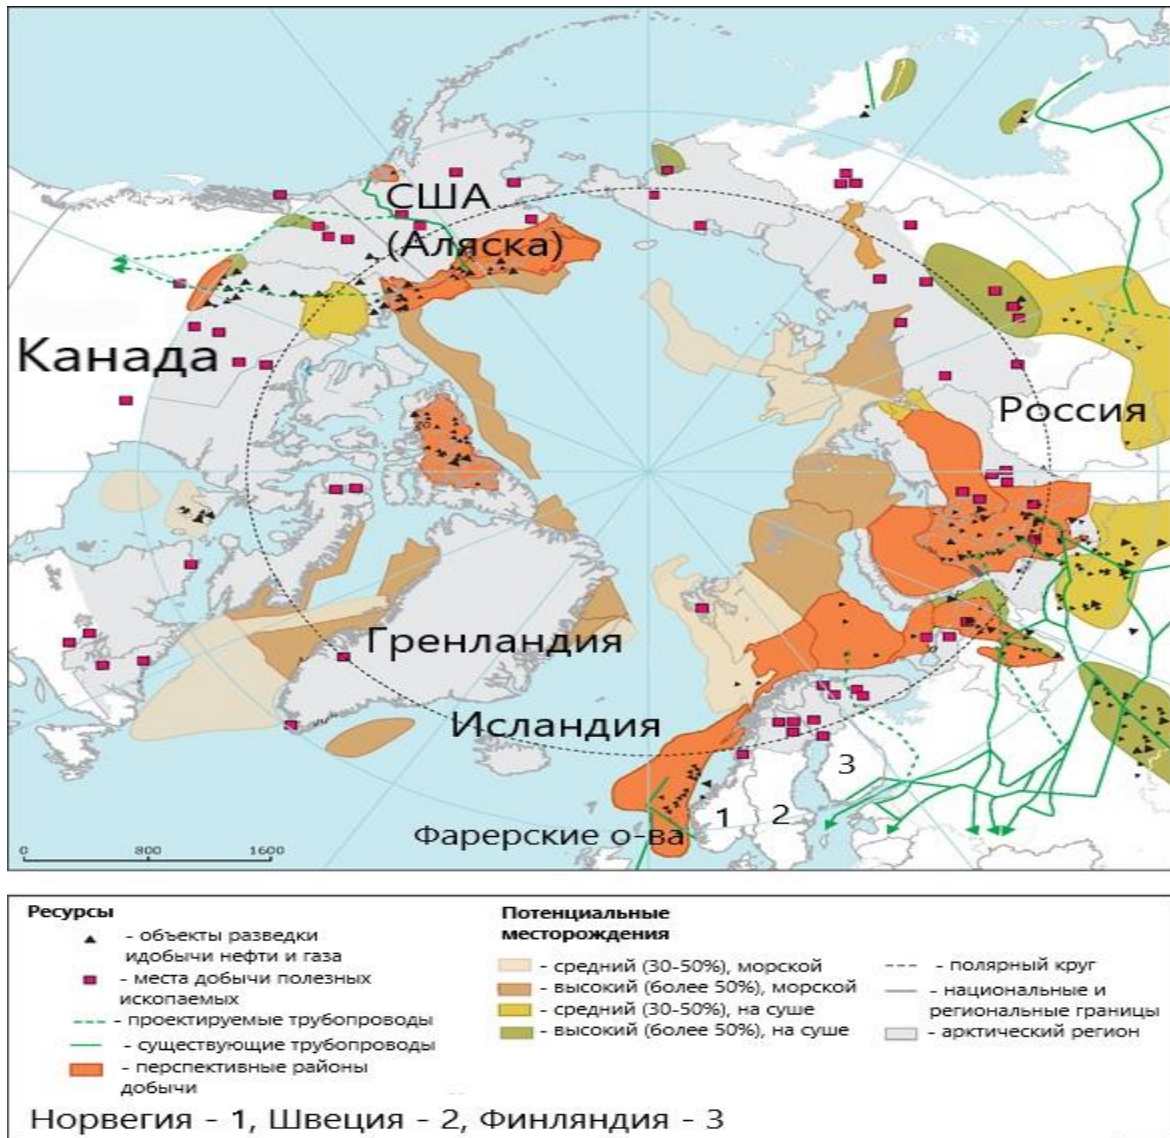 США
(Аляска)
Канада
Россия
Гренландия
Исландия
3
1
2
Фарерские о-ва
0 800 1600
Ресурсы
- объекты разведки
идобычи нефти и газа
- места добычи полезных
ископаемых
- проектируемые трубопроводы
- существующие трубопроводы
- перспективные районы
добычи
Потенциальные
месторождения
- средний (30-50%), морской
- высокий (более 50%), морской
- средний (30-50%), на суше
- высокий (более 50%), на суше
- полярный круг
- национальные и
региональные границы
- арктический регион
Норвегия - 1, Швеция - 2, Финляндия - 3